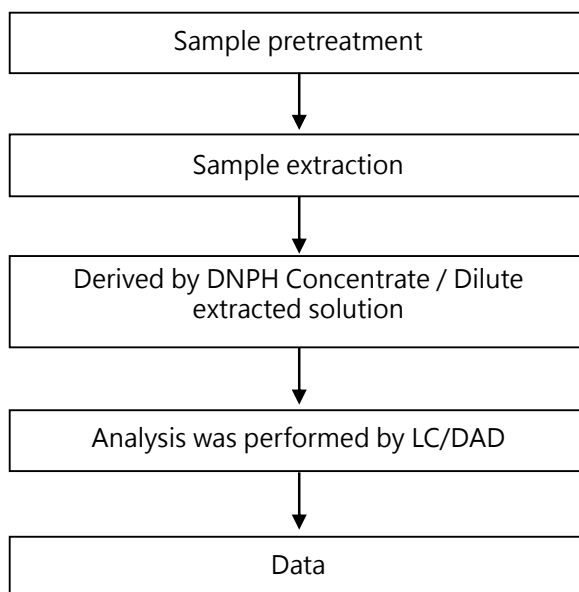 Sample pretreatment
Sample extraction
Derived by DNPH Concentrate / Dilute
extracted solution
Analysis was performed by LC/DAD
Data